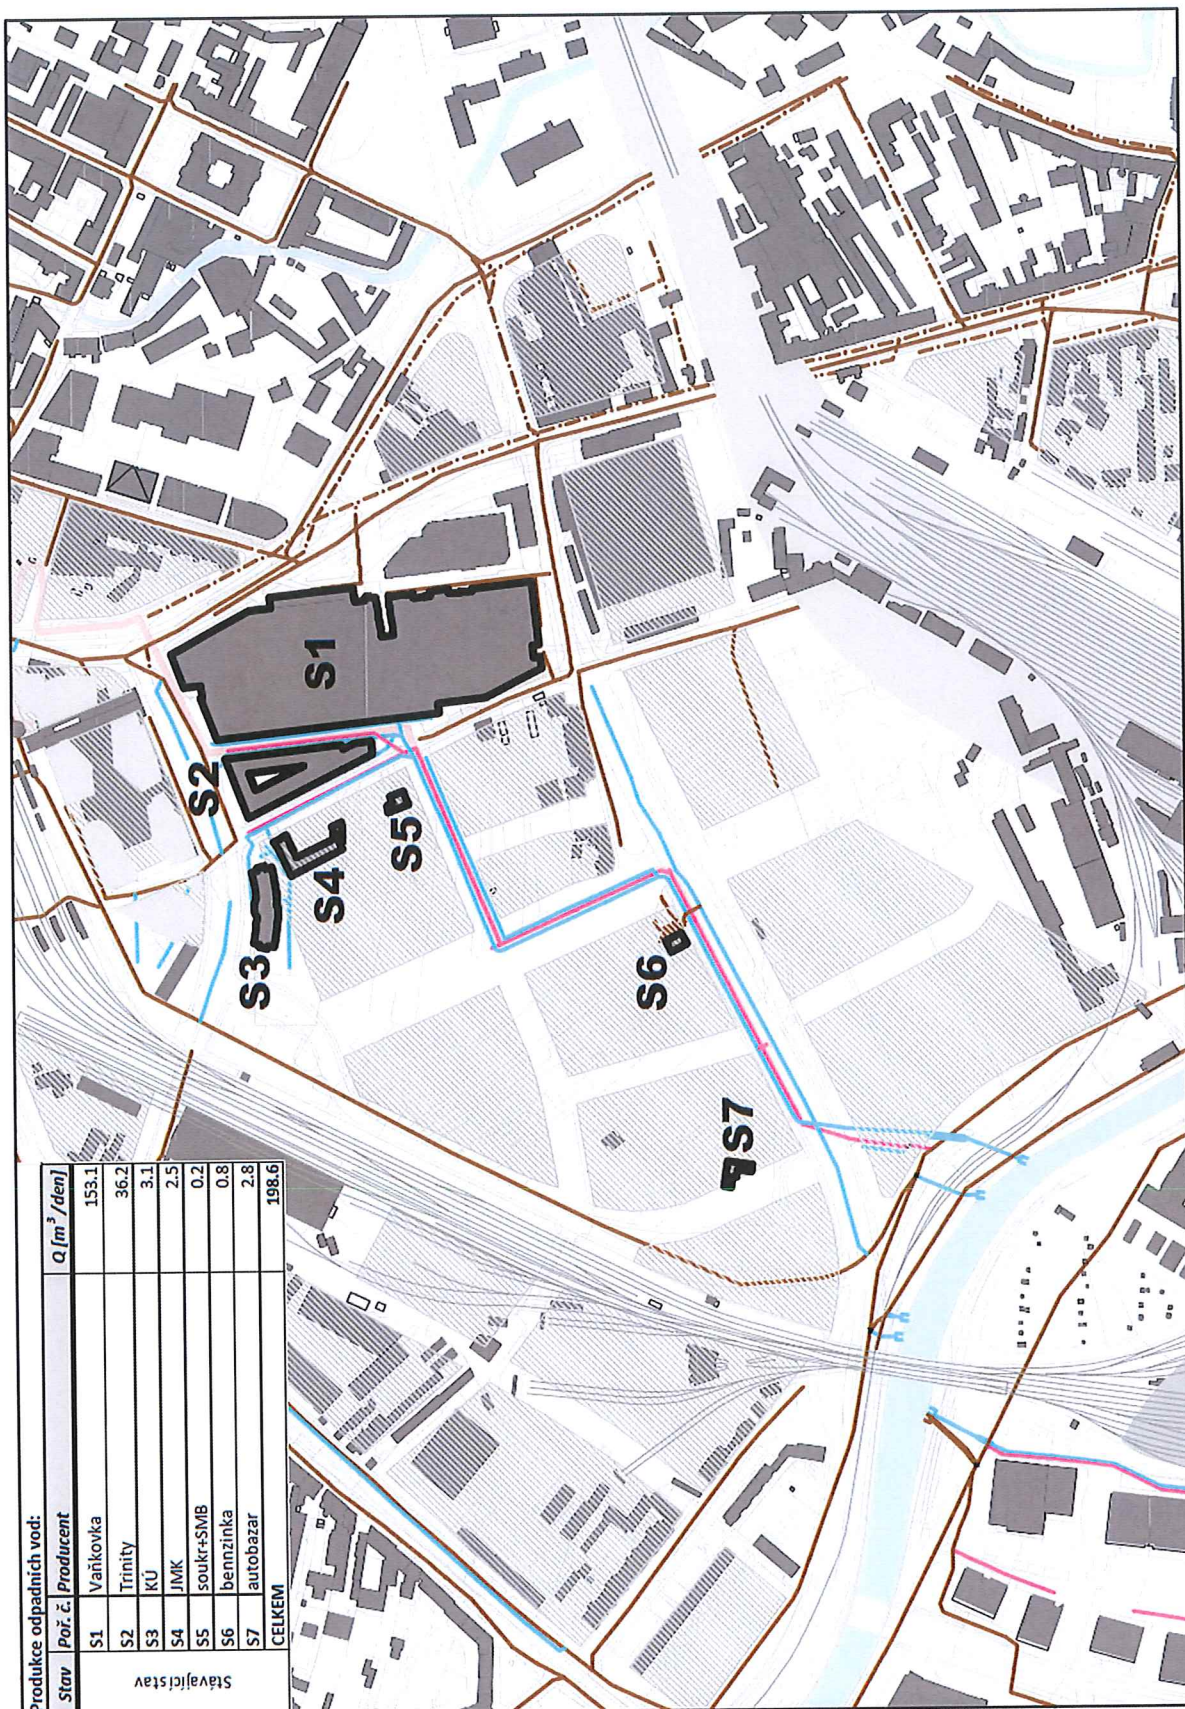 Produkce odpadních vod:
Stav Poř. č. Producent Q [m³/den]
Stávající stav
S1 Vaňkovka 153.1
S2 Trinity 36.2
S3 KÚ 3.1
S4 JMK 2.5
S5 soukr+SMB 0.2
S6 bennzinka 0.8
S7 autobazar 2.8
CELKEM 198.6
S1
S2
S3
S4
S5
S6
S7